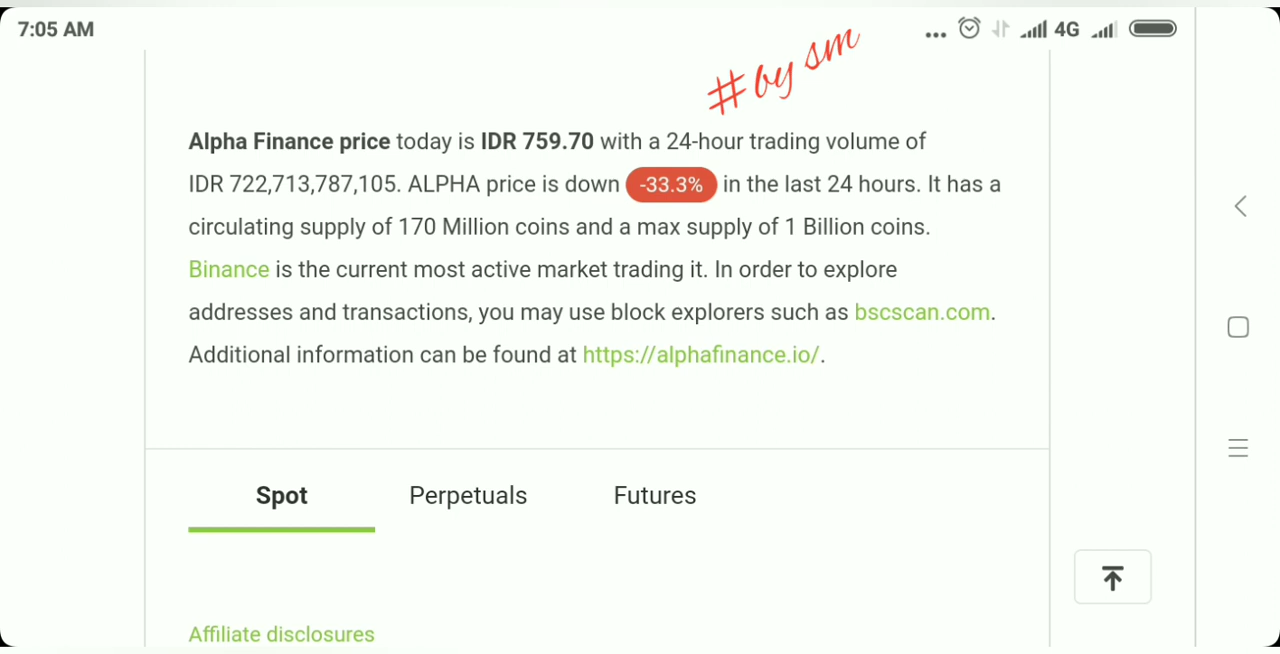 7:05 AM
4G
#by sm
Alpha Finance price today is IDR 759.70 with a 24-hour trading volume of
IDR 722,713,787,105. ALPHA price is down -33.3% in the last 24 hours. It has a
circulating supply of 170 Million coins and a max supply of 1 Billion coins.
Binance is the current most active market trading it. In order to explore
addresses and transactions, you may use block explorers such as bscscan.com.
Additional information can be found at https://alphafinance.io/.
Spot Perpetuals Futures
Affiliate disclosures